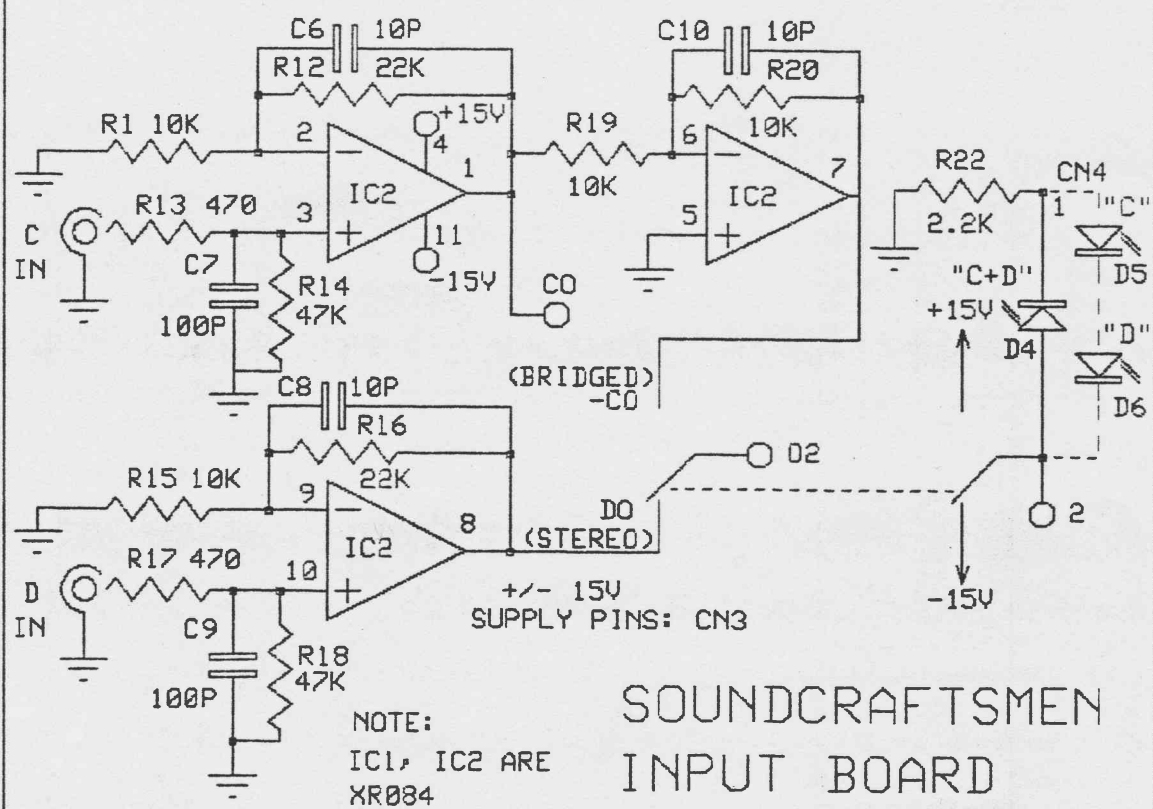 C6 10P
R12 22K
C10 10P
R20
10K
R1 10K
2
+15V
4
1
R19
10K
6
7
IC2
IC2
R13 470
3
11
-15V
5
C
IN
C7
100P
R14
47K
CO
R22
2.2K
CN4
1
"C"
D5
"C+D"
+15V
D4
"D"
D6
(BRIDGED)
-CO
C8 10P
R16
22K
R15 10K
9
8
IC2
R17 470
10
D
IN
C9
100P
R18
47K
DO
(STEREO)
O2
2
-15V
+/- 15V
SUPPLY PINS: CN3
NOTE:
IC1, IC2 ARE
XR084
SOUNDCRAFTSMEN
INPUT BOARD